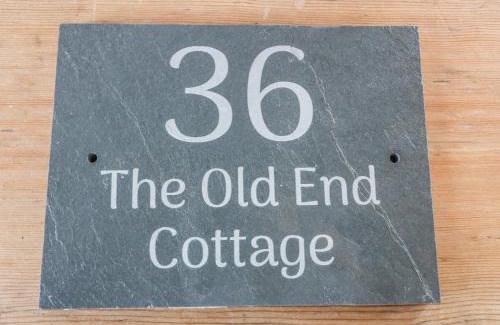 36
The Old End
Cottage